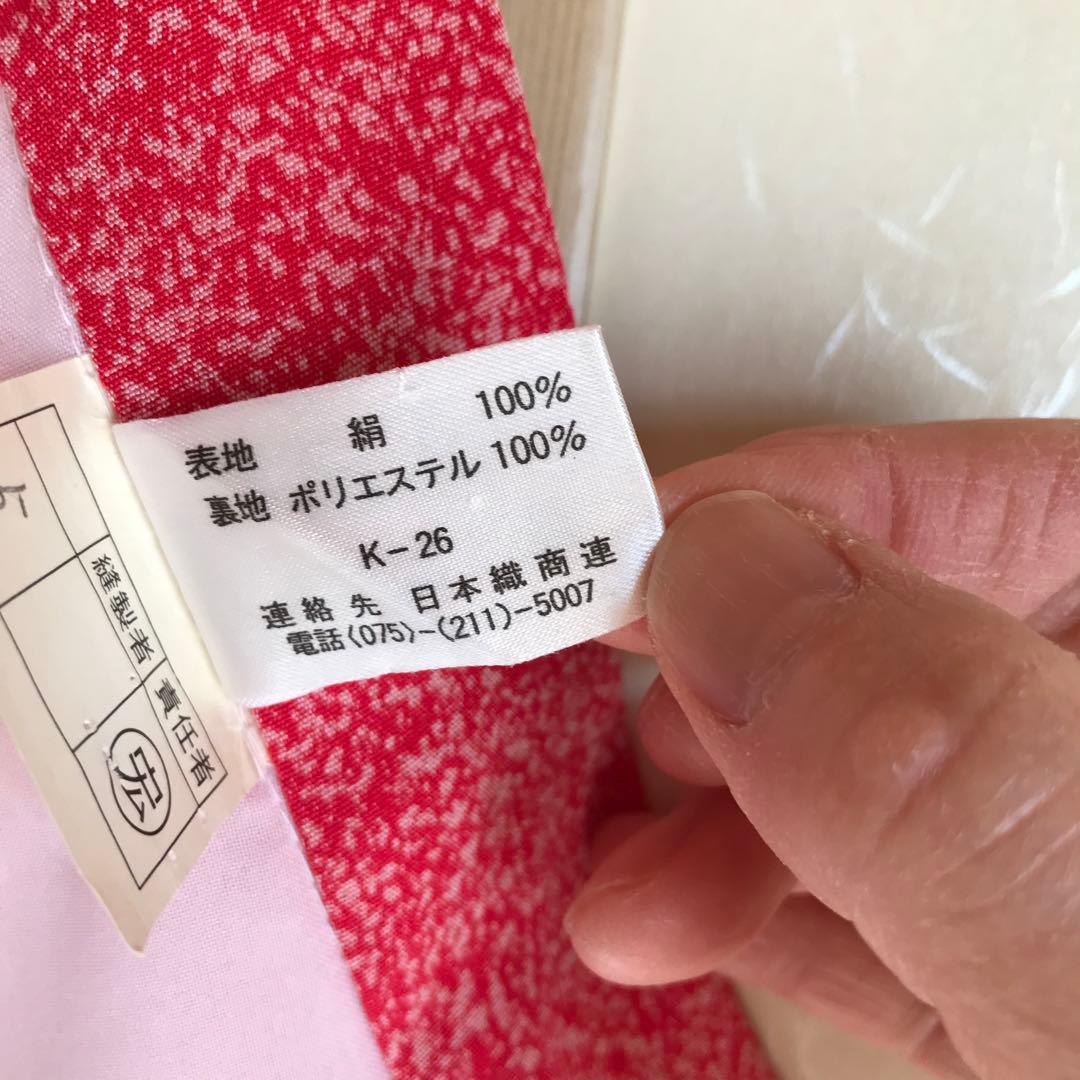 表地 絹 100%
裏地 ポリエステル 100%
K-26
連絡先 日本織商連
電話(075)-(211)-5007
縫製者
責任者
宏